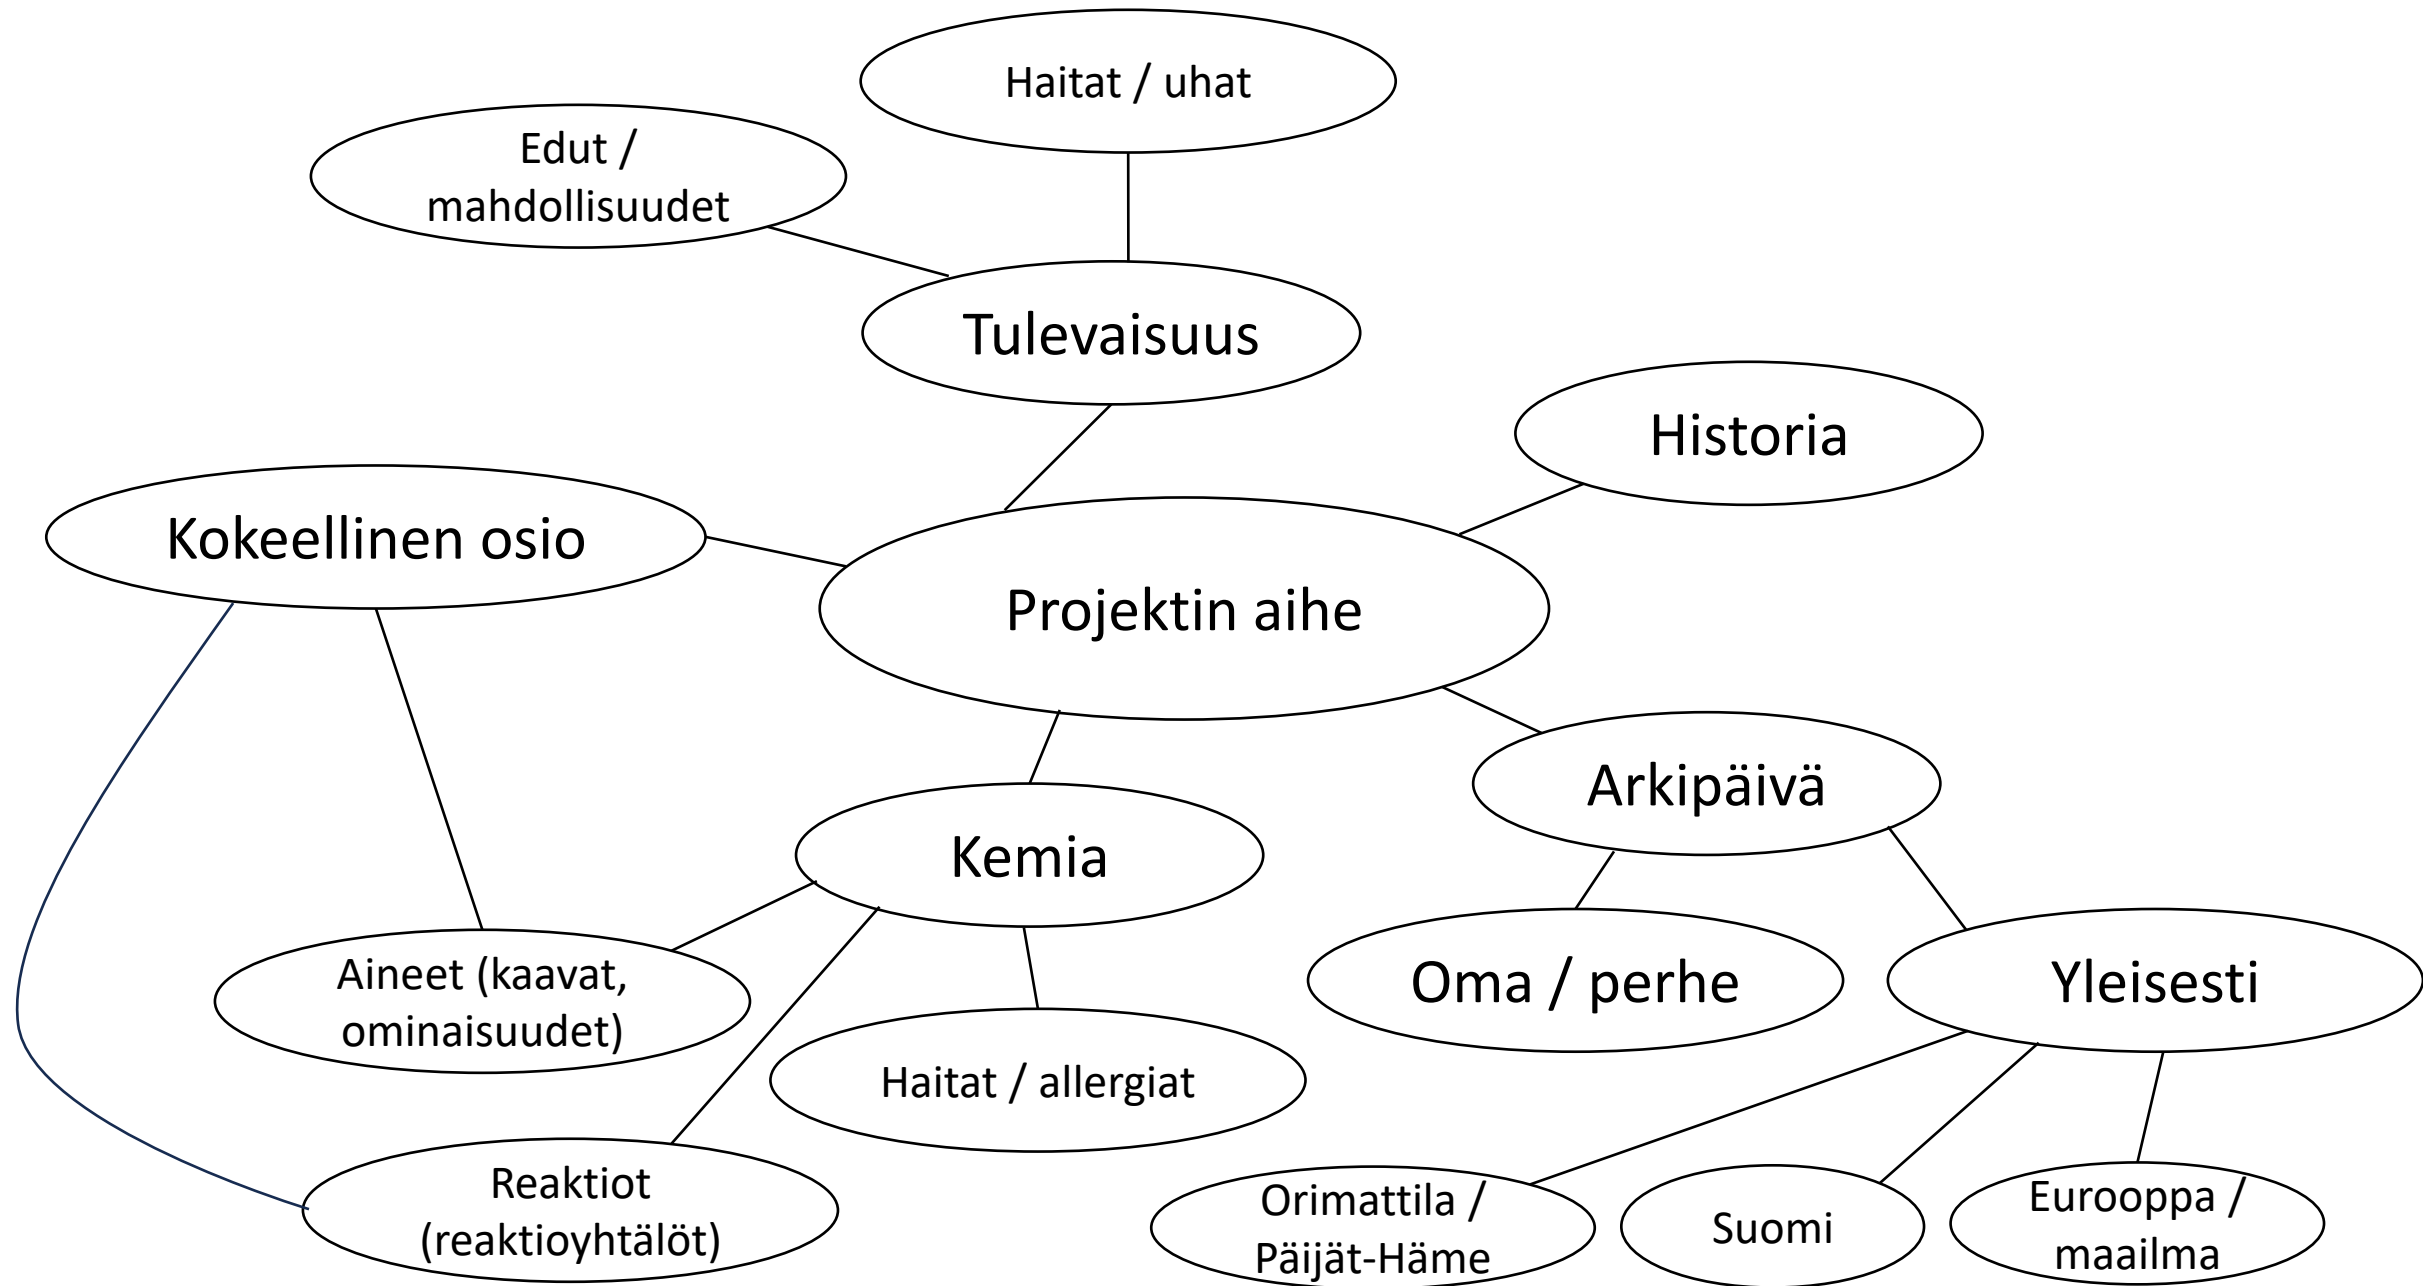 Haitat / uhat
Edut /
mahdollisuudet
Tulevaisuus
Historia
Kokeellinen osio
Projektin aihe
Arkipäivä
Kemia
Oma / perhe
Yleisesti
Aineet (kaavat,
ominaisuudet)
Haitat / allergiat
Reaktiot
(reaktioyhtälöt)
Orimattila /
Päijät-Häme
Suomi
Eurooppa /
maailma